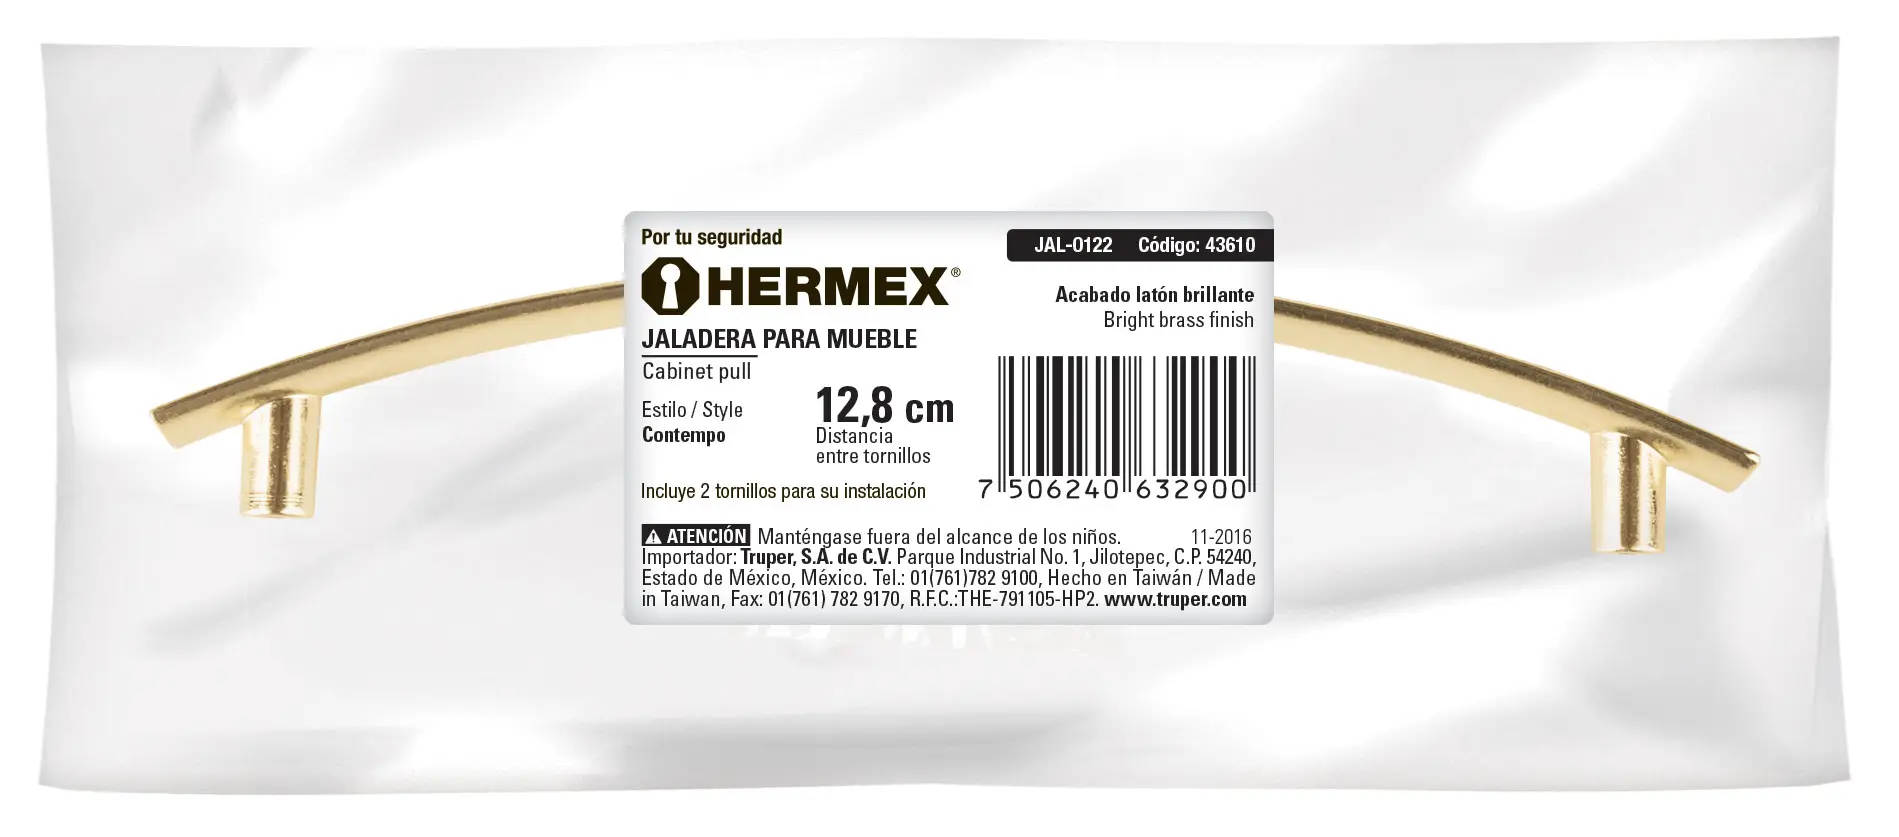 Por tu seguridad
HERMEX®
JALADERA PARA MUEBLE
Cabinet pull
Estilo / Style
Contempo
12,8 cm
Distancia
entre tornillos
Incluye 2 tornillos para su instalación
JAL-0122 Código: 43610
Acabado latón brillante
Bright brass finish
7 506240 632900
ATENCIÓN Manténgase fuera del alcance de los niños. 11-2016
Importador: Truper, S.A. de C.V. Parque Industrial No. 1, Jilotepec, C.P. 54240,
Estado de México, México. Tel.: 01(761)782 9100, Hecho en Taiwán / Made
in Taiwan, Fax: 01(761) 782 9170, R.F.C.:THE-791105-HP2. www.truper.com